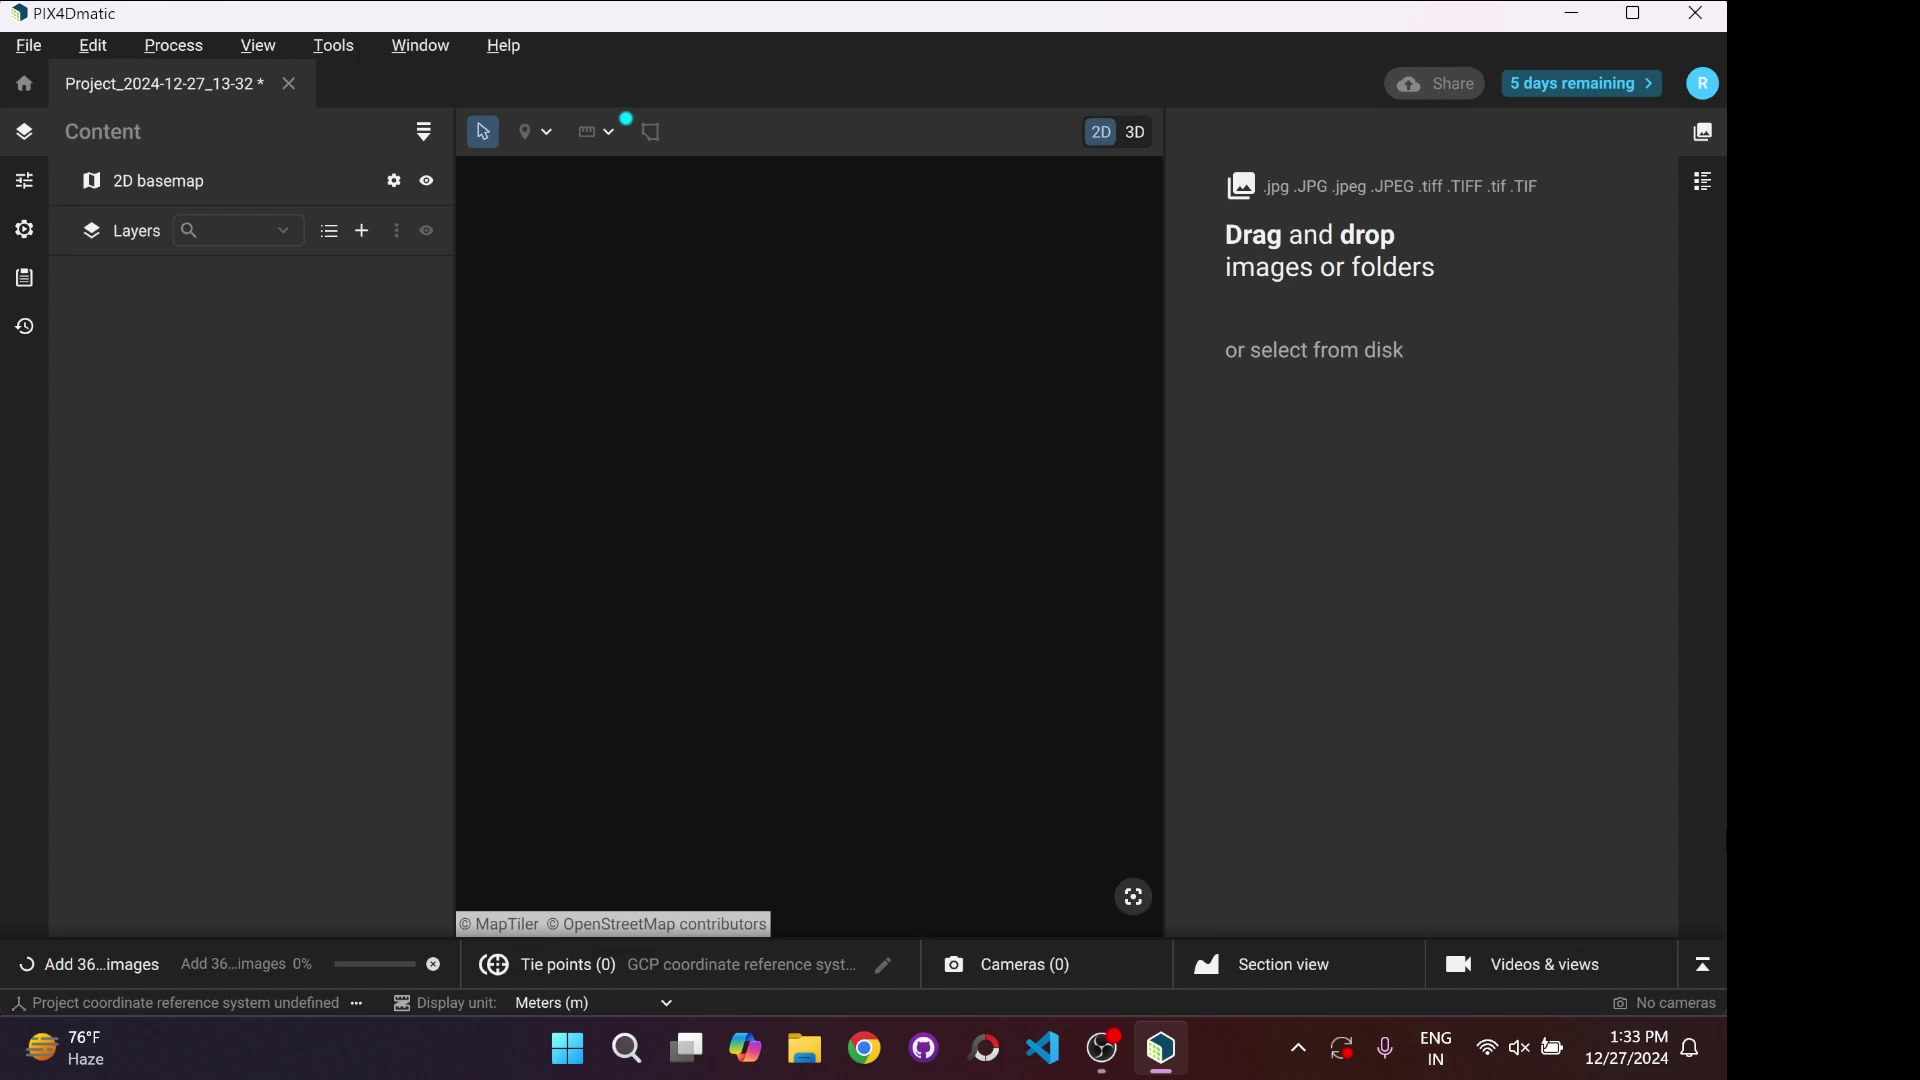 PIX4Dmatic
File Edit Process View Tools Window Help
Project_2024-12-27_13-32 *
Share
5 days remaining
R
Content
2D 3D
2D basemap
Layers
.jpg .JPG .jpeg .JPEG .tiff .TIFF .tif .TIF
Drag and drop
images or folders
or select from disk
© MapTiler © OpenStreetMap contributors
Add 36...images Add 36...images 0% Tie points (0) GCP coordinate reference syst... Cameras (0) Section view Videos & views
Project coordinate reference system undefined ... Display unit: Meters (m) No cameras
76°F
Haze
ENG
IN
1:33 PM
12/27/2024